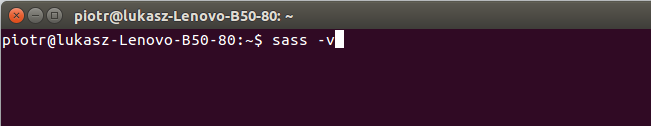 piotr@lukasz-Lenovo-B50-80: ~
piotr@lukasz-Lenovo-B50-80:~$ sass -v